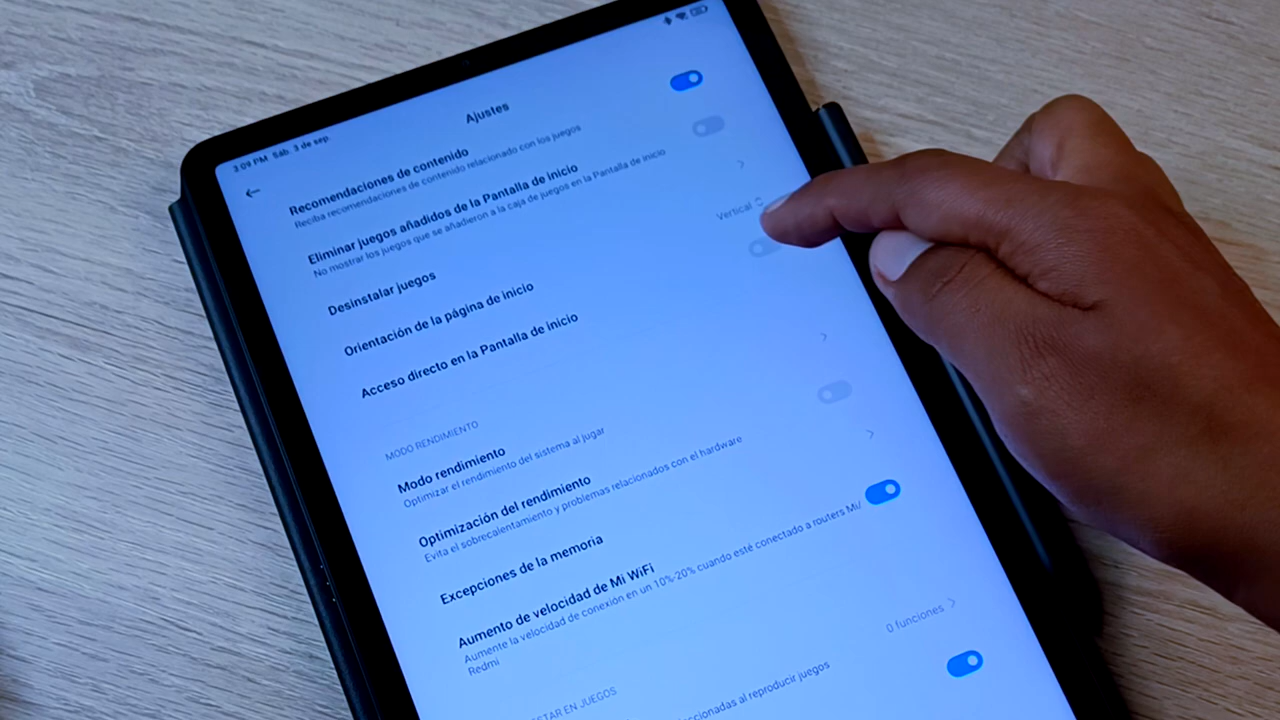 3:09 PM Sáb. 3 de sep.
Ajustes
Recomendaciones de contenido
Reciba recomendaciones de contenido relacionado con los juegos
Eliminar juegos añadidos de la Pantalla de inicio
No mostrar los juegos que se añadieron a la caja de juegos en la Pantalla de inicio
Desinstalar juegos
Orientación de la página de inicio
Vertical
Acceso directo en la Pantalla de inicio
MODO RENDIMIENTO
Modo rendimiento
Optimizar el rendimiento del sistema al jugar
Optimización del rendimiento
Evita el sobrecalentamiento y problemas relacionados con el hardware
Excepciones de la memoria
Aumento de velocidad de Mi WiFi
Aumente la velocidad de conexión en un 10%-20% cuando esté conectado a routers Mi/
Redmi
EN JUEGOS
0 funciones
al reproducir juegos